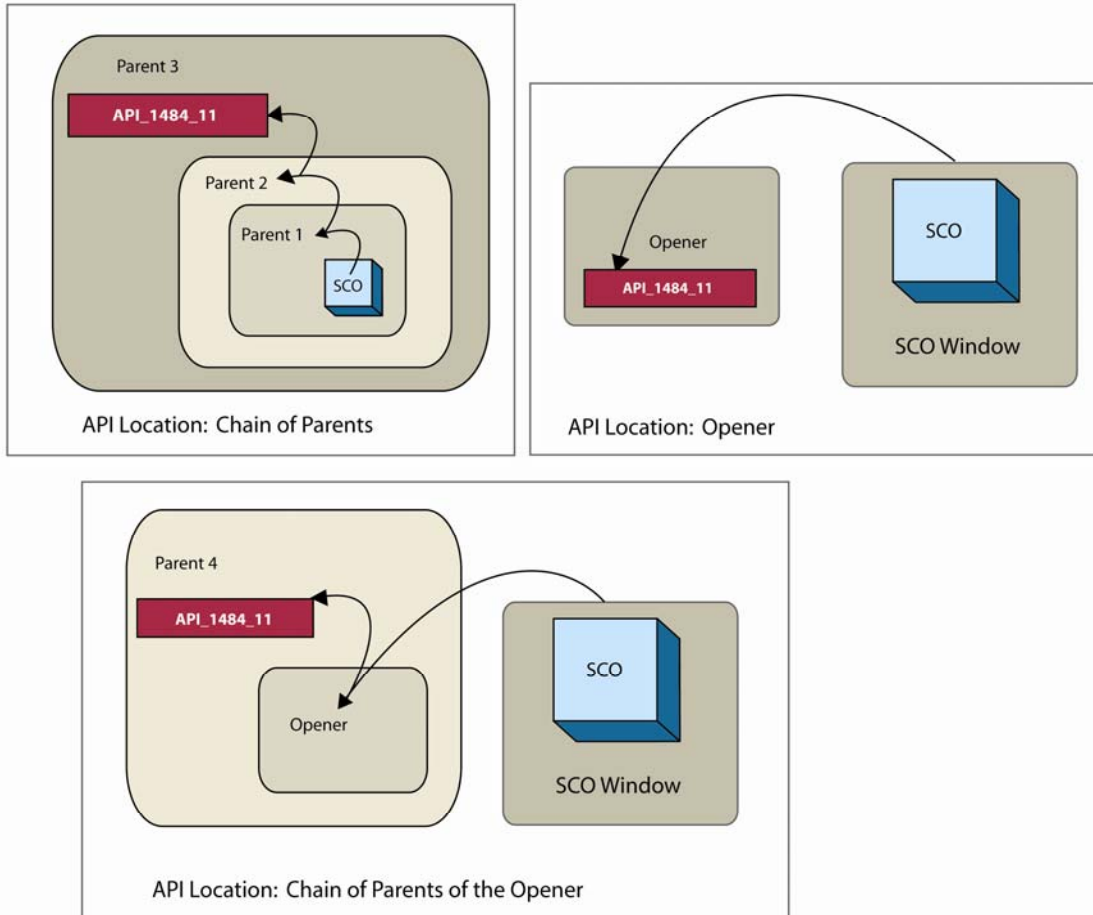 Parent 3
API_1484_11
Parent 2
Parent 1
SCO
API Location: Chain of Parents
Opener
API_1484_11
SCO
SCO Window
API Location: Opener
Parent 4
API_1484_11
Opener
SCO
SCO Window
API Location: Chain of Parents of the Opener